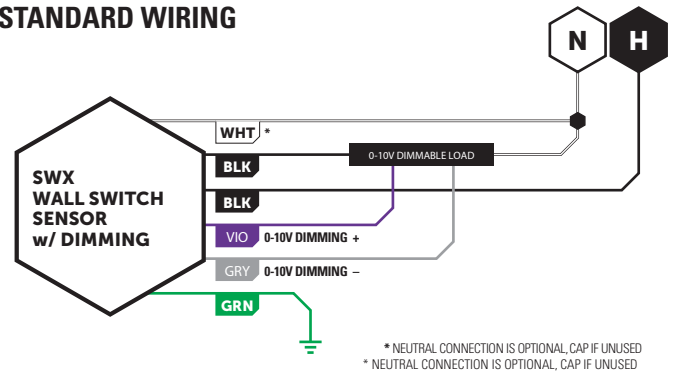 STANDARD WIRING
N
H
WHT *
0-10V DIMMABLE LOAD
BLK
SWX
WALL SWITCH
SENSOR
w/ DIMMING
BLK
VIO 0-10V DIMMING +
GRY 0-10V DIMMING –
GRN
* NEUTRAL CONNECTION IS OPTIONAL, CAP IF UNUSED
* NEUTRAL CONNECTION IS OPTIONAL, CAP IF UNUSED